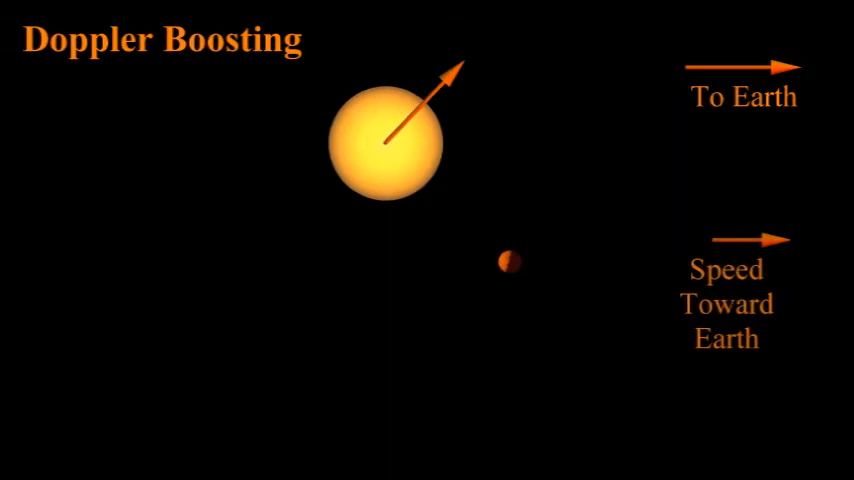 Doppler Boosting
To Earth
Speed
Toward
Earth